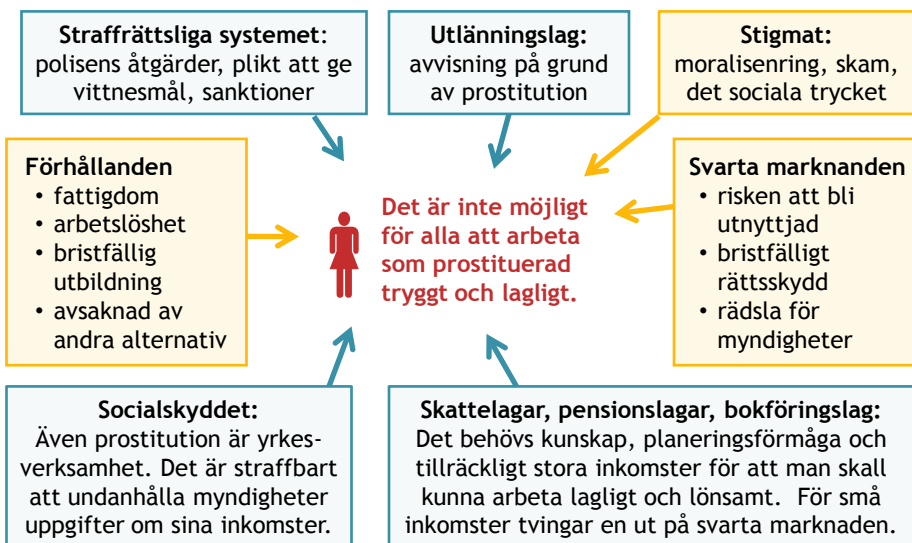 Straffrättsliga systemet:
polisens åtgärder, plikt att ge
vittnesmål, sanktioner
Utlänningslag:
avvisning på grund
av prostitution
Stigmat:
moralisenring, skam,
det sociala trycket
Förhållanden
• fattigdom
• arbetslöshet
• bristfällig
utbildning
• avsaknad av
andra alternativ
Det är inte möjligt
för alla att arbeta
som prostituerad
tryggt och lagligt.
Svarta marknanden
• risken att bli
utnyttjad
• bristfälligt
rättsskydd
• rädsla för
myndigheter
Socialskyddet:
Även prostitution är yrkes-
verksamhet. Det är straffbart
att undanhålla myndigheter
uppgifter om sina inkomster.
Skattelagar, pensionslagar, bokföringslag:
Det behövs kunskap, planeringsförmåga och
tillräckligt stora inkomster för att man skall
kunna arbeta lagligt och lönsamt. För små
inkomster tvingar en ut på svarta marknaden.